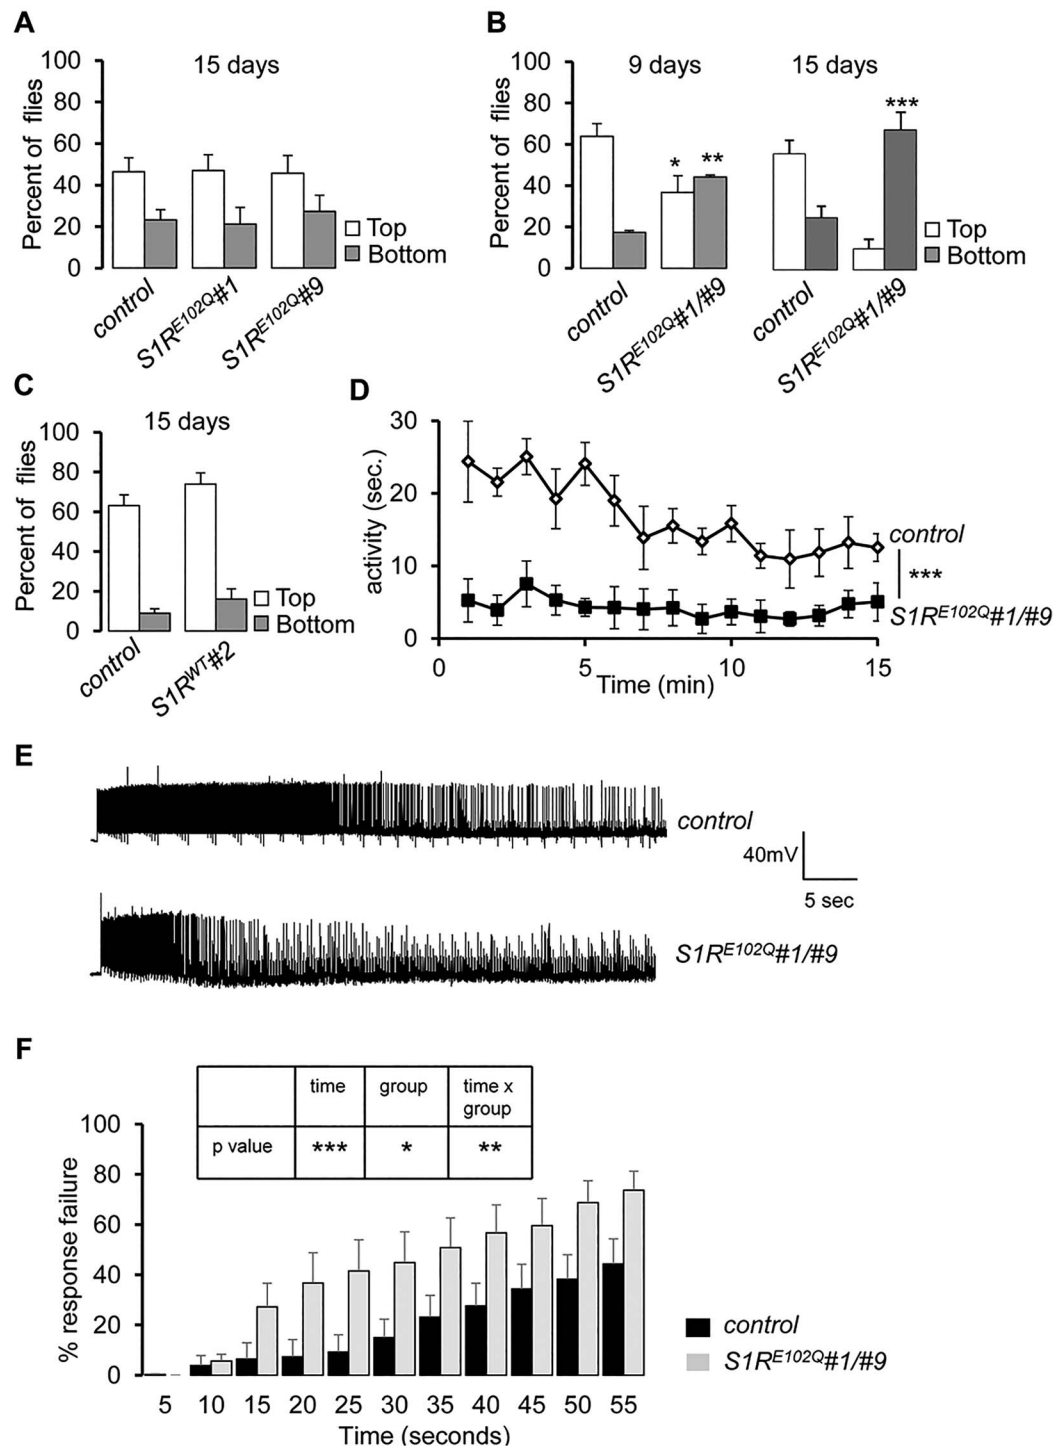 A
15 days
Percent of flies
100
80
60
40
20
0
control
S1R^E102Q#1
S1R^E102Q#9
Top
Bottom
B
9 days
15 days
Percent of flies
100
80
60
40
20
0
*
**
***
control
S1R^E102Q#1/#9
control
S1R^E102Q#1/#9
Top
Bottom
C
15 days
Percent of flies
100
80
60
40
20
0
control
S1R^WT#2
Top
Bottom
D
activity (sec.)
30
20
10
0
0
5
10
15
Time (min)
control
***
S1R^E102Q#1/#9
E
control
40mV
5 sec
S1R^E102Q#1/#9
F
time
group
time x
group
p value
***
*
**
% response failure
100
80
60
40
20
0
5 10 15 20 25 30 35 40 45 50 55
Time (seconds)
control
S1R^E102Q#1/#9